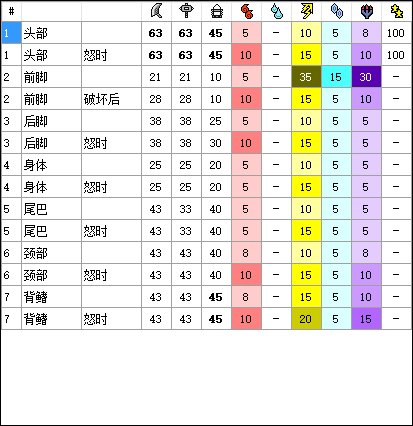 #
1 头部 63 63 45 5 – 10 5 8 100
1 头部 怒时 63 63 45 10 – 15 5 10 100
2 前脚 21 21 10 5 – 35 15 30 –
2 前脚 破坏后 28 28 10 10 – 15 5 10 –
3 后脚 38 38 25 5 – 5 5 5 –
3 后脚 怒时 38 38 30 10 – 15 5 10 –
4 身体 25 25 20 5 – 5 5 5 –
4 身体 怒时 25 25 20 5 – 15 5 5 –
5 尾巴 43 33 40 5 – 5 5 5 –
5 尾巴 怒时 43 33 40 5 – 15 5 5 –
6 颈部 43 43 40 8 – 10 5 8 –
6 颈部 怒时 43 43 40 10 – 15 5 10 –
7 背鳍 43 43 45 8 – 15 5 10 –
7 背鳍 怒时 43 43 45 10 – 20 5 15 –